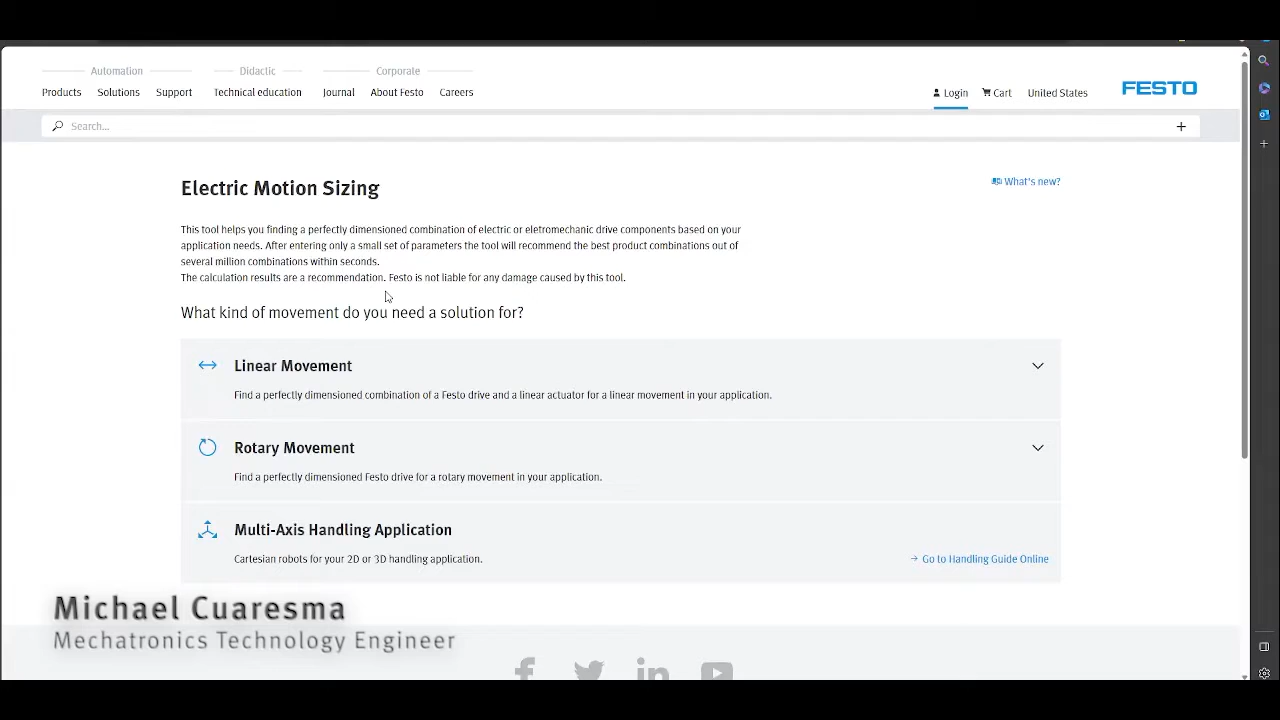 Automation
Didactic
Corporate
Products
Solutions
Support
Technical education
Journal
About Festo
Careers
Login
Cart
United States
FESTO
Search...
Electric Motion Sizing
What's new?
This tool helps you finding a perfectly dimensioned combination of electric or eletromechanic drive components based on your
application needs. After entering only a small set of parameters the tool will recommend the best product combinations out of
several million combinations within seconds.
The calculation results are a recommendation. Festo is not liable for any damage caused by this tool.
What kind of movement do you need a solution for?
Linear Movement
Find a perfectly dimensioned combination of a Festo drive and a linear actuator for a linear movement in your application.
Rotary Movement
Find a perfectly dimensioned Festo drive for a rotary movement in your application.
Multi-Axis Handling Application
Cartesian robots for your 2D or 3D handling application.
Go to Handling Guide Online
Michael Cuaresma
Mechatronics Technology Engineer